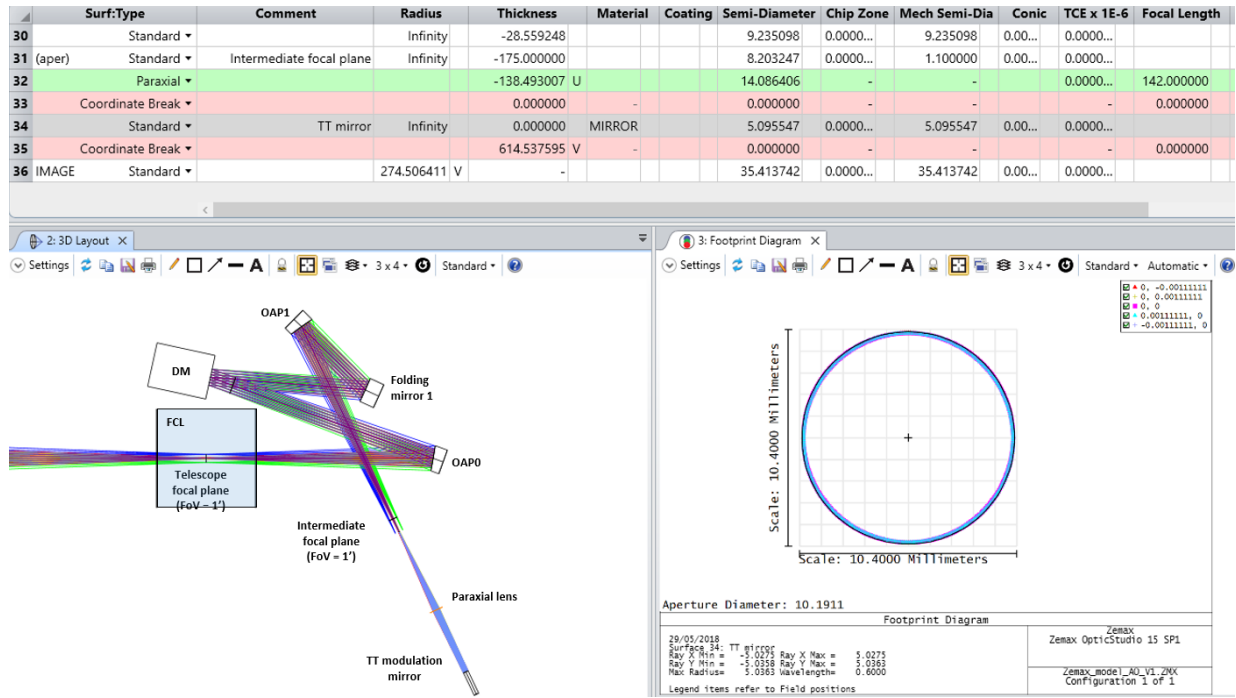 Surf:Type Comment Radius Thickness Material Coating Semi-Diameter Chip Zone Mech Semi-Dia Conic TCE x 1E-6 Focal Length
30 Standard Infinity -28.559248 9.235098 0.0000... 9.235098 0.00... 0.0000...
31 (aper) Standard Intermediate focal plane Infinity -175.000000 8.203247 0.0000... 1.100000 0.00... 0.0000...
32 Paraxial -138.493007 U 14.086406 - - 0.0000... 142.000000
33 Coordinate Break 0.000000 - 0.000000 - - - 0.000000
34 Standard TT mirror Infinity 0.000000 MIRROR 5.095547 0.0000... 5.095547 0.00... 0.0000...
35 Coordinate Break 614.537595 V - 0.000000 - - - 0.000000
36 IMAGE Standard 274.506411 V - 35.413742 0.0000... 35.413742 0.00... 0.0000...
2: 3D Layout
Settings A 3 x 4 Standard
OAP1
DM
Folding
mirror 1
FCL
OAP0
Telescope
focal plane
(FoV = 1')
Intermediate
focal plane
(FoV = 1')
Paraxial lens
TT modulation
mirror
3: Footprint Diagram
Settings A 3 x 4 Standard Automatic
0, -0.00111111
0, 0.00111111
0, 0
0.00111111, 0
-0.00111111, 0
Scale: 10.4000 Millimeters
Scale: 10.4000 Millimeters
Aperture Diameter: 10.1911
Footprint Diagram
29/05/2018
Surface 34: TT mirror
Ray X Min = -5.0275 Ray X Max = 5.0275
Ray Y Min = -5.0358 Ray Y Max = 5.0363
Max Radius= 5.0363 Wavelength= 0.6000
Legend items refer to Field positions
Zemax
Zemax OpticStudio 15 SP1
Zemax_model_AO_V1.ZMX
Configuration 1 of 1